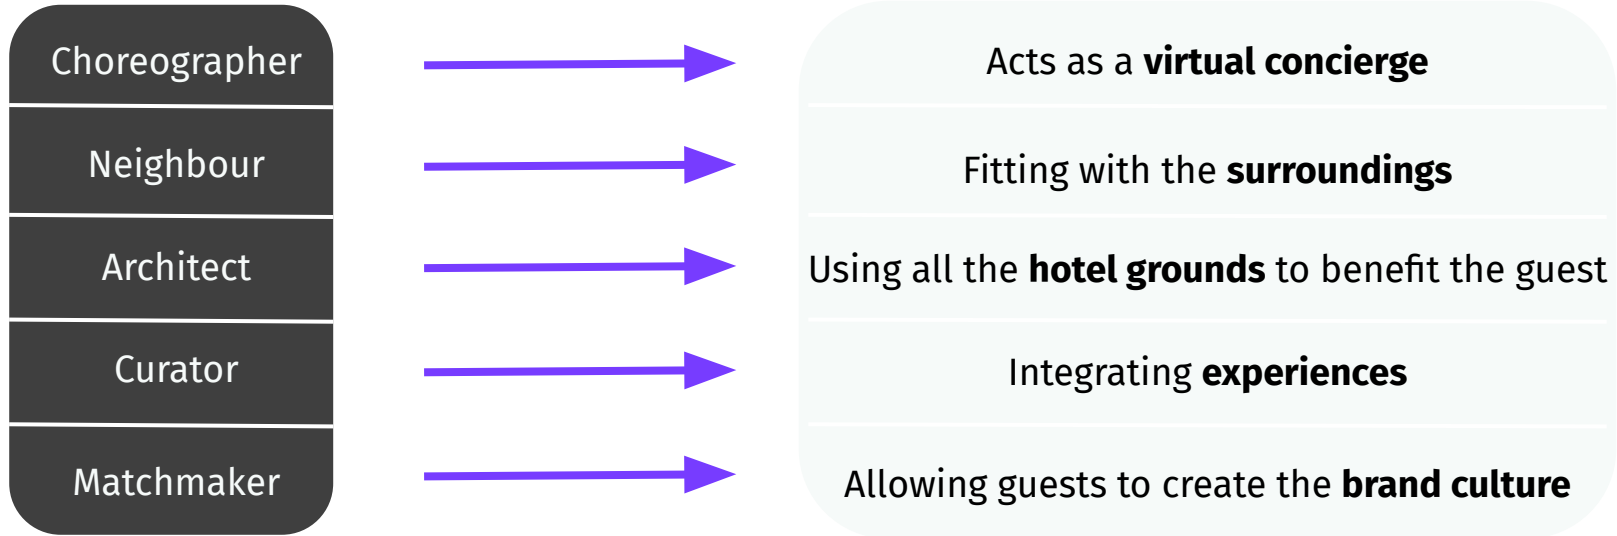 Choreographer
Acts as a virtual concierge
Neighbour
Fitting with the surroundings
Architect
Using all the hotel grounds to benefit the guest
Curator
Integrating experiences
Matchmaker
Allowing guests to create the brand culture